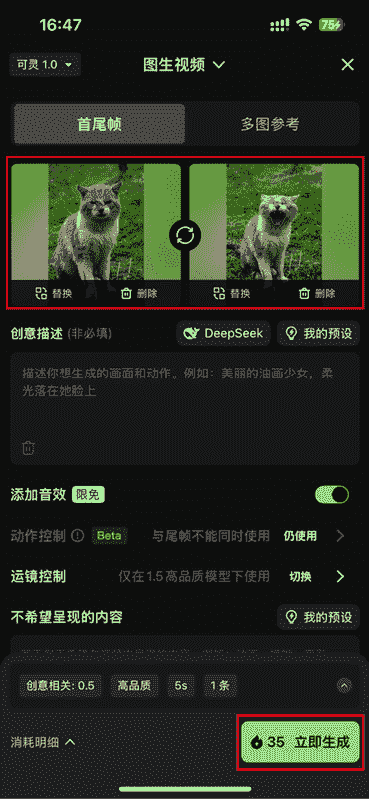 16:47
75
可灵 1.0
图生视频
首尾帧
多图参考
替换
删除
替换
删除
创意描述 (非必填)
DeepSeek
我的预设
描述你想生成的画面和动作。例如：美丽的油画少女，柔
光落在她脸上
添加音效 限免
动作控制 Beta 与尾帧不能同时使用 仍使用
运镜控制 仅在1.5高品质模型下使用 切换
不希望呈现的内容
我的预设
创意相关: 0.5 高品质 5s 1 条
消耗明细
35 立即生成